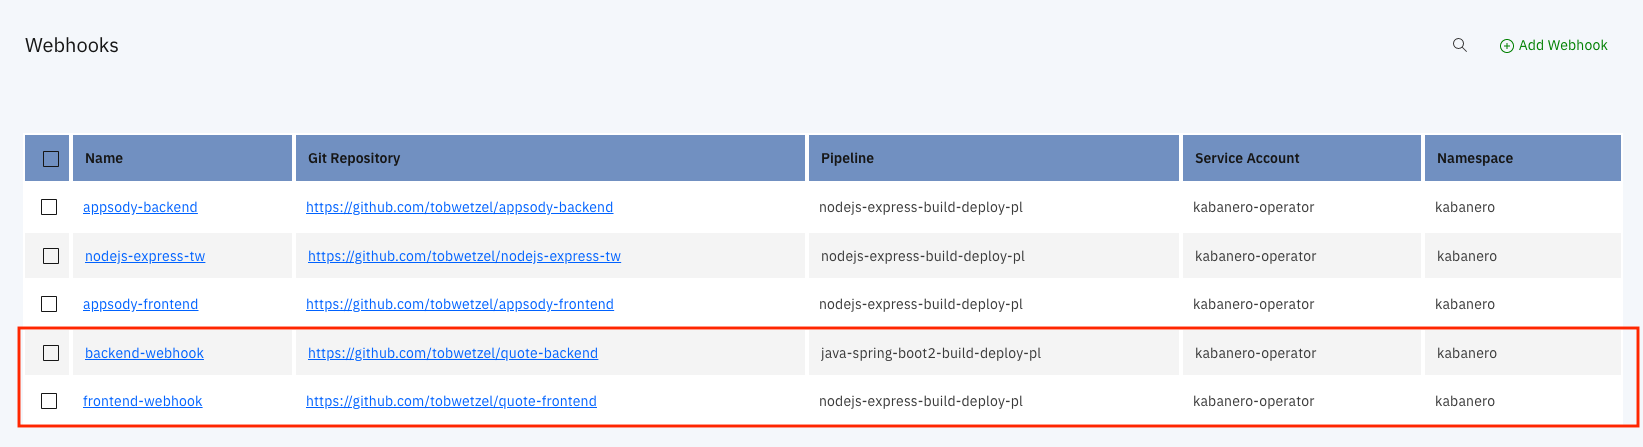 Webhooks Add Webhook
Name Git Repository Pipeline Service Account Namespace
appsody-backend https://github.com/tobwetzel/appsody-backend nodejs-express-build-deploy-pl kabanero-operator kabanero
nodejs-express-tw https://github.com/tobwetzel/nodejs-express-tw nodejs-express-build-deploy-pl kabanero-operator kabanero
appsody-frontend https://github.com/tobwetzel/appsody-frontend nodejs-express-build-deploy-pl kabanero-operator kabanero
backend-webhook https://github.com/tobwetzel/quote-backend java-spring-boot2-build-deploy-pl kabanero-operator kabanero
frontend-webhook https://github.com/tobwetzel/quote-frontend nodejs-express-build-deploy-pl kabanero-operator kabanero